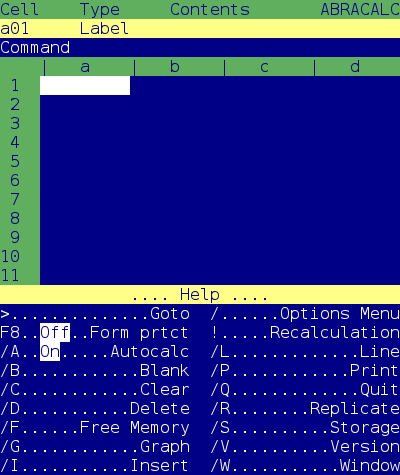 Cell Type Contents ABRACALC
a01 Label
Command
| a | b | c | d
1
2
3
4
5
6
7
8
9
10
11
.... Help ....
>..............Goto /......Options Menu
F8..Off..Form prtct !.....Recalculation
/A..On.....Autocalc /L.............Line
/B............Blank /P............Print
/C............Clear /Q.............Quit
/D...........Delete /R........Replicate
/F......Free Memory /S..........Storage
/G............Graph /V..........Version
/I...........Insert /W...........Window